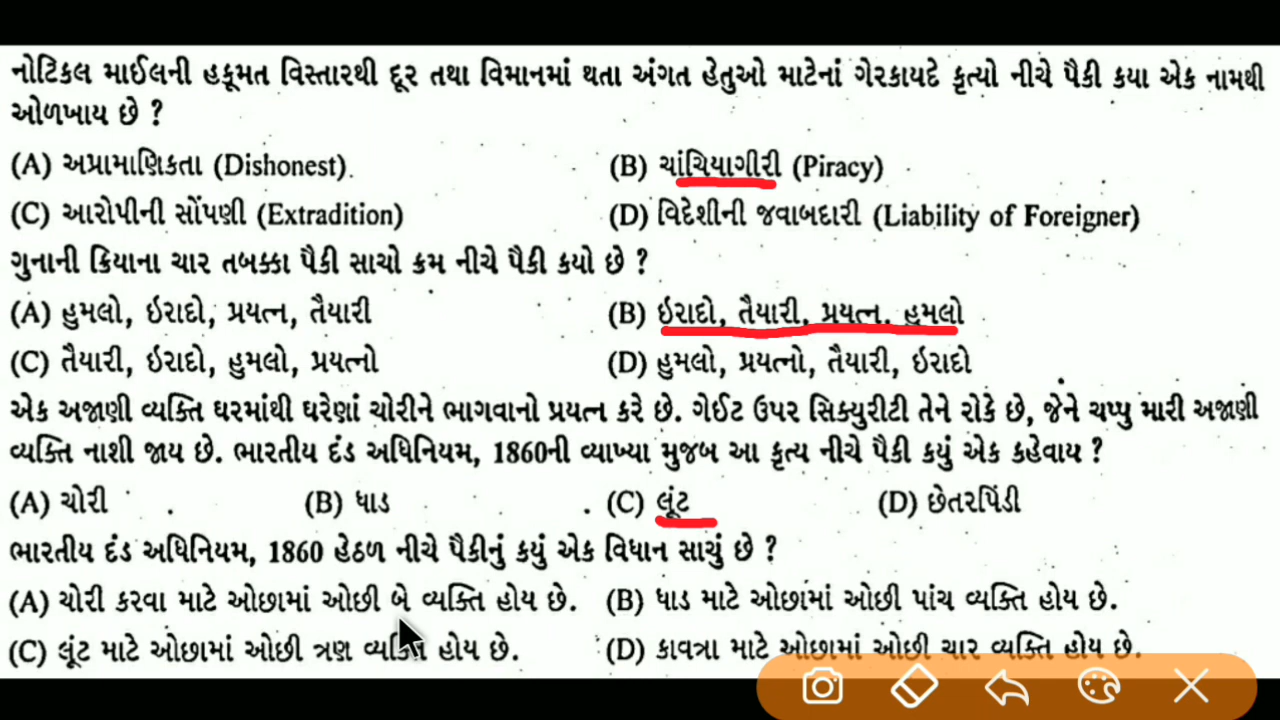 નોટિકલ માઈલની હકૂમત વિસ્તારથી દૂર તથા વિમાનમાં થતા અંગત હેતુઓ માટેનાં ગેરકાયદે કૃત્યો નીચે પૈકી કયા એક નામથી
ઓળખાય છે ?
(A) અપ્રામાણિકતા (Dishonest) (B) ચાંચિયાગીરી (Piracy)
(C) આરોપીની સોંપણી (Extradition) (D) વિદેશીની જવાબદારી (Liability of Foreigner)
ગુનાની ક્રિયાના ચાર તબક્કા પૈકી સાચો ક્રમ નીચે પૈકી કયો છે ?
(A) હુમલો, ઇરાદો, પ્રયત્ન, તૈયારી (B) ઇરાદો, તૈયારી, પ્રયત્ન, હુમલો
(C) તૈયારી, ઇરાદો, હુમલો, પ્રયત્નો (D) હુમલો, પ્રયત્નો, તૈયારી, ઇરાદો
એક અજાણી વ્યક્તિ ઘરમાંથી ઘરેણાં ચોરીને ભાગવાનો પ્રયત્ન કરે છે. ગેઈટ ઉપર સિક્યુરીટી તેને રોકે છે, જેને ચપ્પુ મારી અજાણી
વ્યક્તિ નાશી જાય છે. ભારતીય દંડ અધિનિયમ, 1860ની વ્યાખ્યા મુજબ આ કૃત્ય નીચે પૈકી કયું એક કહેવાય ?
(A) ચોરી (B) ધાડ (C) લૂંટ (D) છેતરપિંડી
ભારતીય દંડ અધિનિયમ, 1860 હેઠળ નીચે પૈકીનું કયું એક વિધાન સાચું છે ?
(A) ચોરી કરવા માટે ઓછામાં ઓછી બે વ્યક્તિ હોય છે. (B) ધાડ માટે ઓછામાં ઓછી પાંચ વ્યક્તિ હોય છે.
(C) લૂંટ માટે ઓછામાં ઓછી ત્રણ વ્યક્તિ હોય છે. (D) કાવત્રા માટે ઓછામાં ઓછી ચાર વ્યક્તિ હોય છે.